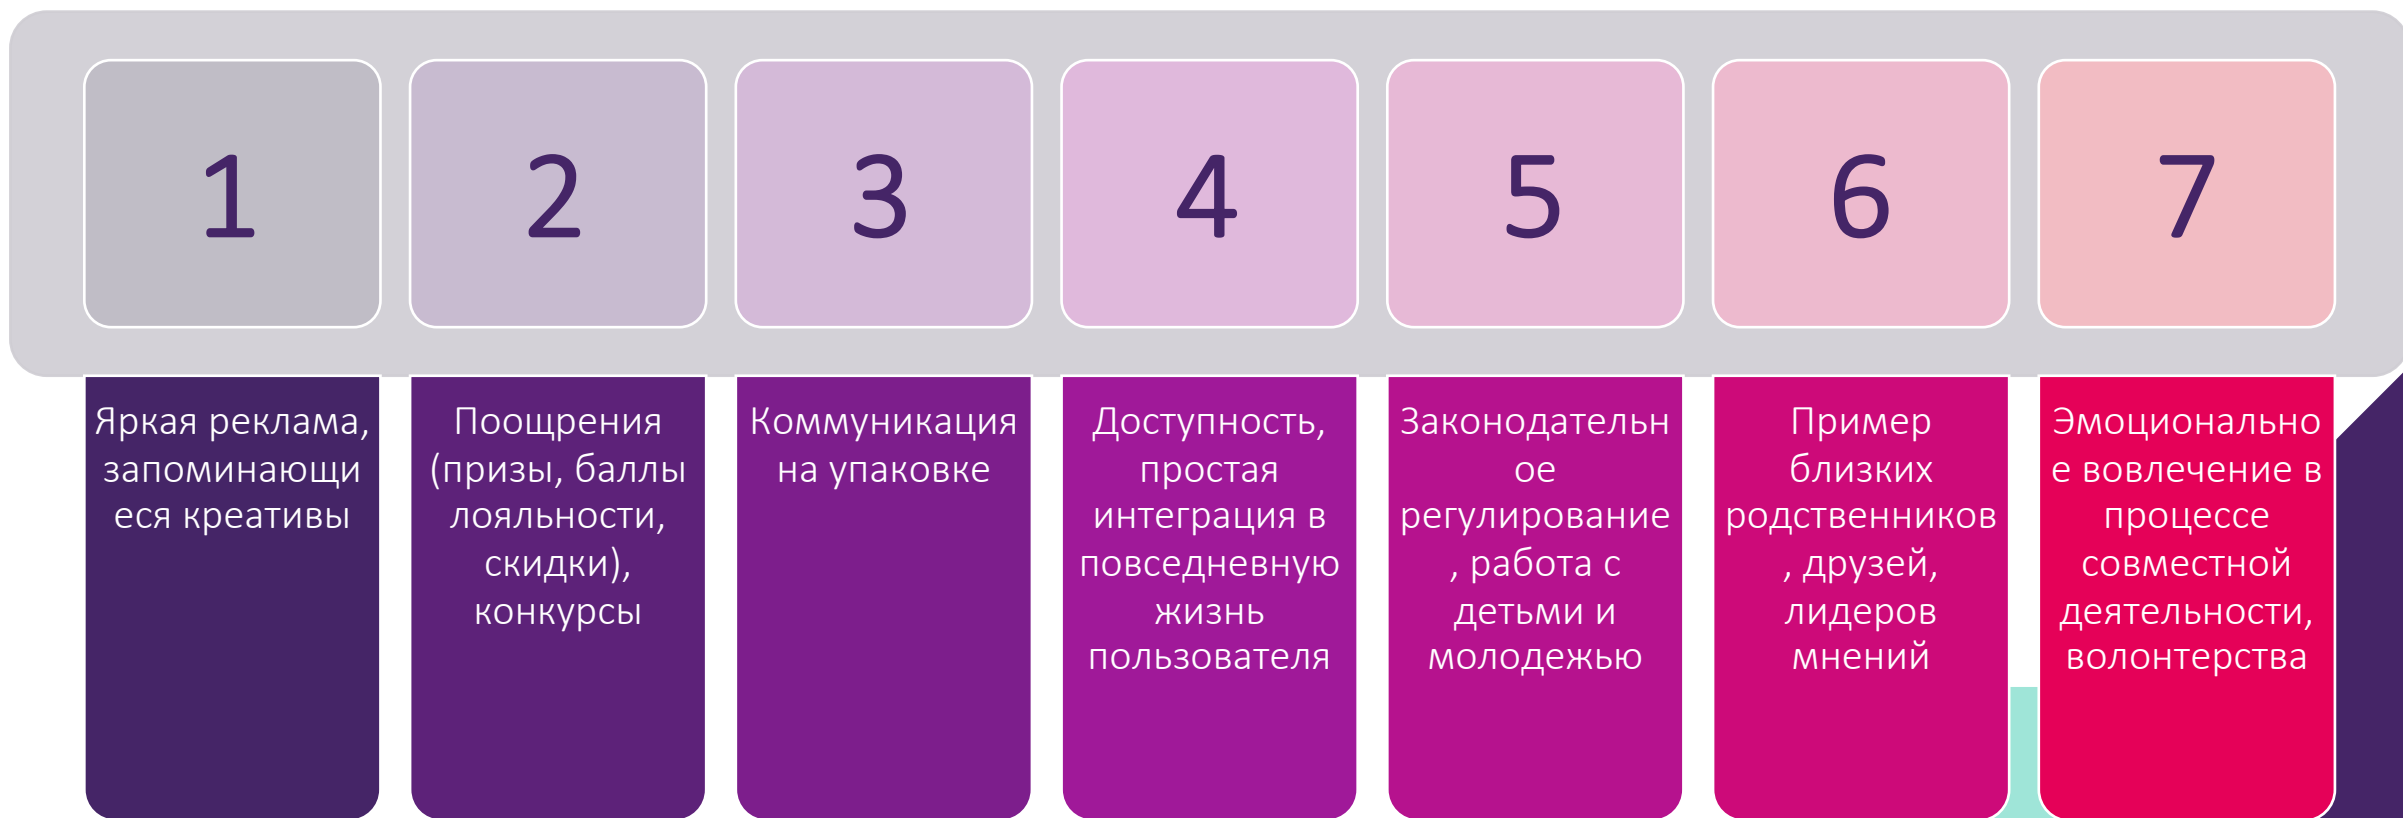 1
2
3
4
5
6
7
Яркая реклама,
запоминающи
еся креативы
Поощрения
(призы, баллы
лояльности,
скидки),
конкурсы
Коммуникация
на упаковке
Доступность,
простая
интеграция в
повседневную
жизнь
пользователя
Законодательн
ое
регулирование
, работа с
детьми и
молодежью
Пример
близких
родственников
, друзей,
лидеров
мнений
Эмоционально
е вовлечение в
процессе
совместной
деятельности,
волонтерства